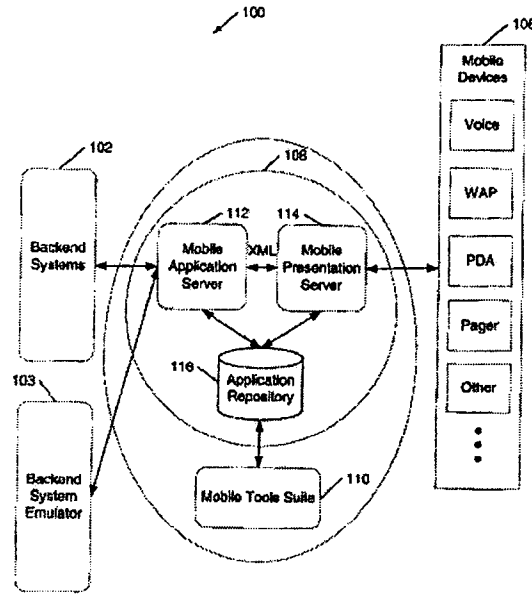 100
106
Mobile
Devices
Voice
WAP
PDA
Pager
Other
102
Backend
Systems
108
112
Mobile
Application
Server
XML
114
Mobile
Presentation
Server
116
Application
Repository
103
Backend
System
Emulator
Mobile Tools Suite
110